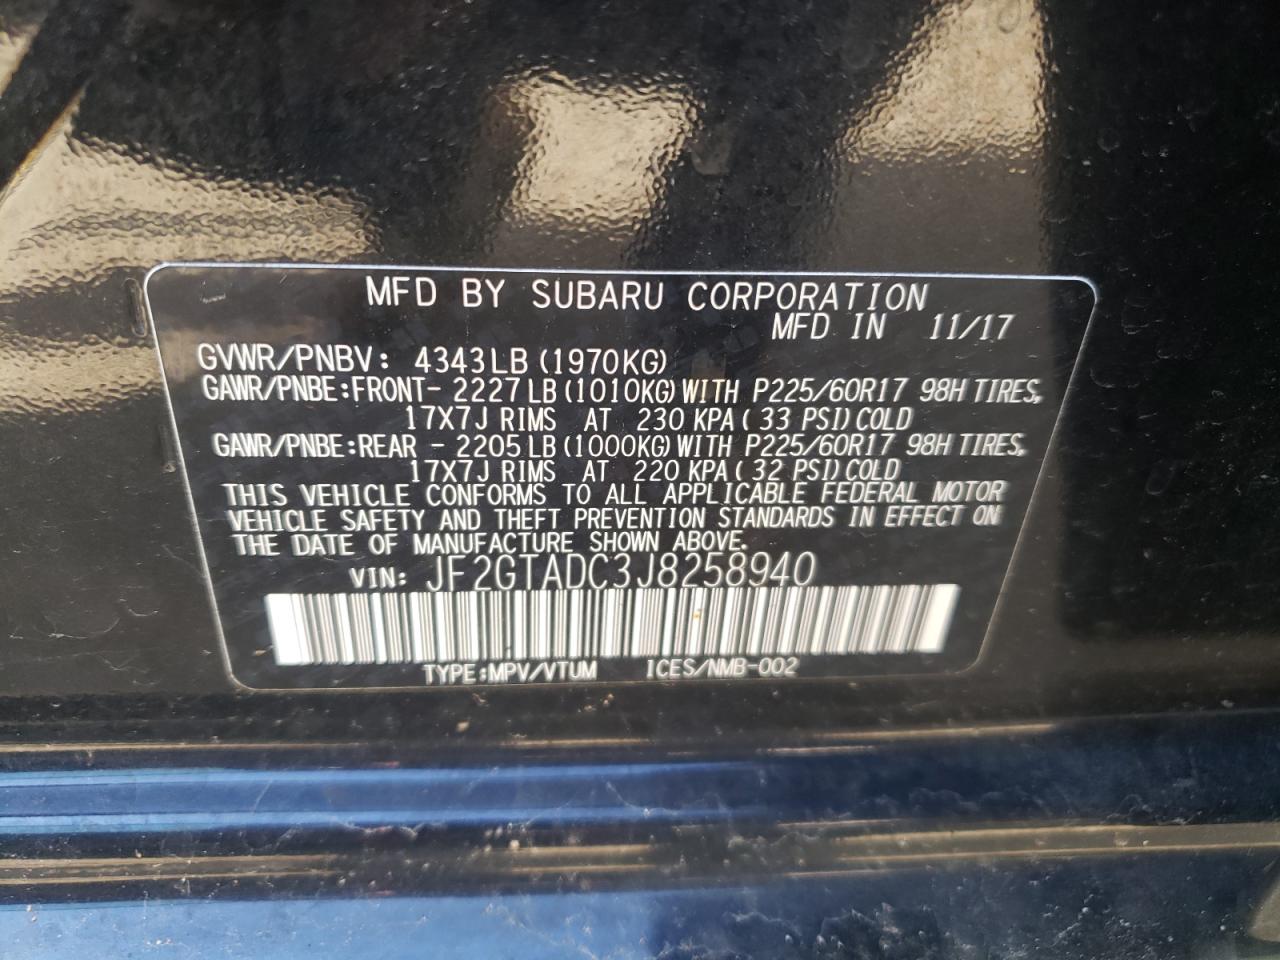 MFD BY SUBARU CORPORATION
MFD IN 11/17
GVWR/PNBV: 4343LB (1970KG)
GAWR/PNBE:FRONT- 2227 LB (1010KG) WITH P225/60R17 98H TIRES,
17X7J RIMS AT 230 KPA ( 33 PSI) COLD
GAWR/PNBE:REAR - 2205 LB (1000KG) WITH P225/60R17 98H TIRES,
17X7J RIMS AT 220 KPA ( 32 PSI) COLD
THIS VEHICLE CONFORMS TO ALL APPLICABLE FEDERAL MOTOR
VEHICLE SAFETY AND THEFT PREVENTION STANDARDS IN EFFECT ON
THE DATE OF MANUFACTURE SHOWN ABOVE.
VIN: JF2GTADC3J8258940
TYPE:MPV/VTUM ICES/NMB-002